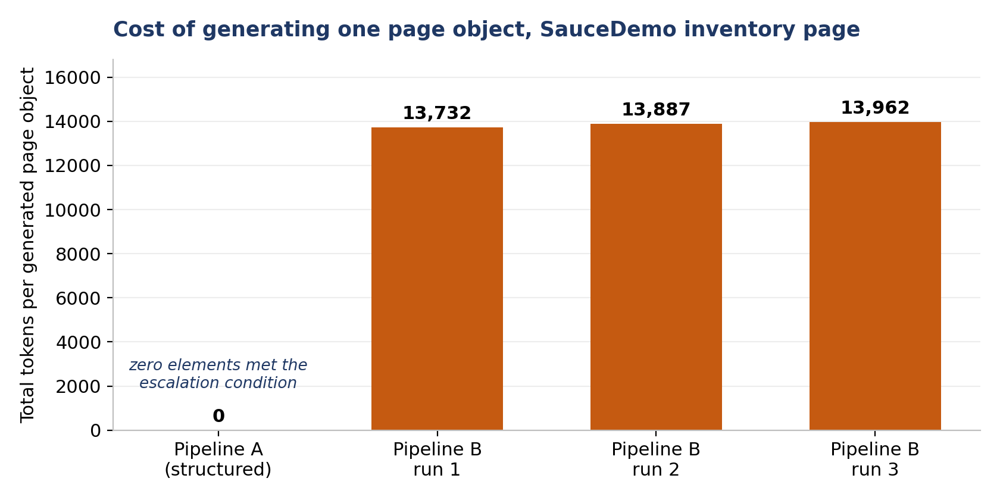 Cost of generating one page object, SauceDemo inventory page
Total tokens per generated page object
16000
14000
12000
10000
8000
6000
4000
2000
0
13,732
13,887
13,962
zero elements met the
escalation condition
0
Pipeline A
(structured)
Pipeline B
run 1
Pipeline B
run 2
Pipeline B
run 3